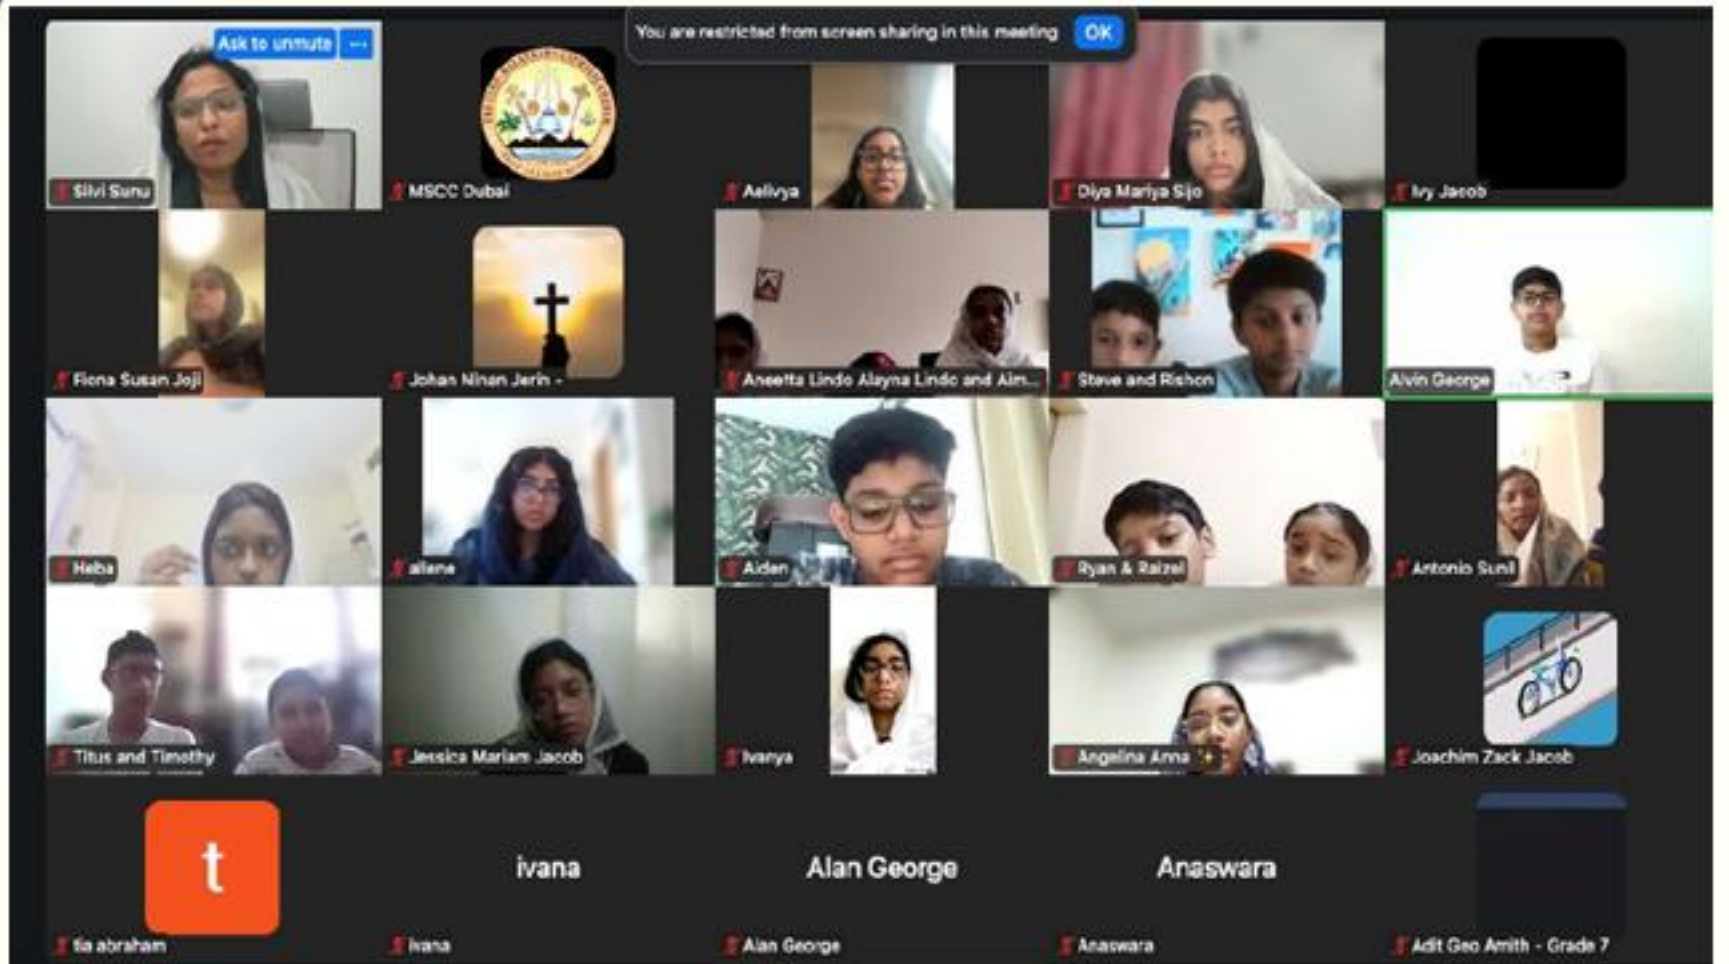 You are restricted from screen sharing in this meeting OK
Ask to unmute ...
Silvi Sunu
MSCC Dubai
Aelivya
Diya Mariya Sijo
Ivy Jacob
Fiona Susan Joji
Johan Ninan Jerin -
Aneetta Lindo Alayna Lindo and Aim...
Steve and Rishon
Alvin George
Heba
ailene
Aiden
Ryan & Raizel
Antonio Sunil
Titus and Timothy
Jessica Mariam Jacob
Ivanya
Angelina Anna ✨
Joachim Zack Jacob
t
ivana
Alan George
Anaswara
tia abraham
ivana
Alan George
Anaswara
Adit Geo Amith - Grade 7